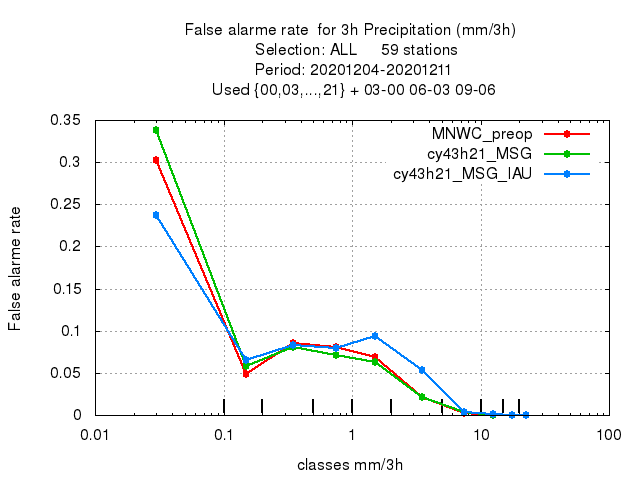 False alarme rate  for 3h Precipitation (mm/3h)
Selection: ALL     59 stations
Period: 20201204-20201211
Used {00,03,...,21} + 03-00 06-03 09-06
MNWC_preop
cy43h21_MSG
cy43h21_MSG_IAU
False alarme rate
0.35
0.3
0.25
0.2
0.15
0.1
0.05
0
0.01 0.1 1 10 100
classes mm/3h